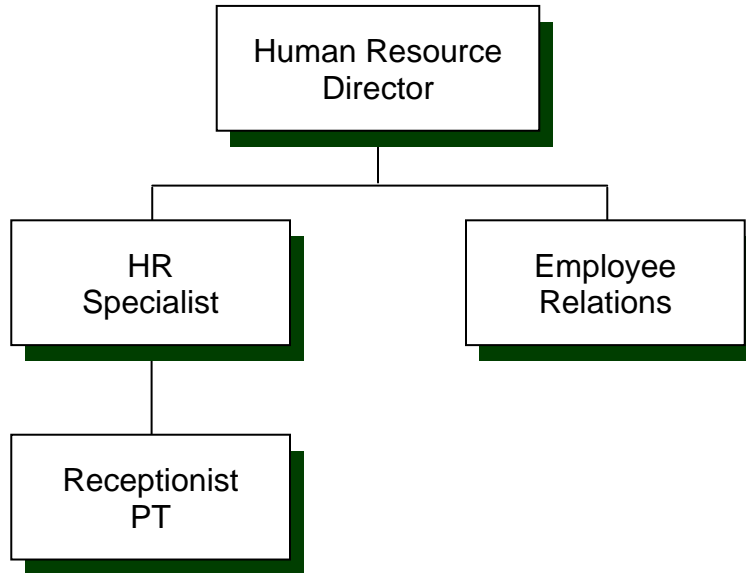 Human Resource
Director
HR
Specialist
Employee
Relations
Receptionist
PT